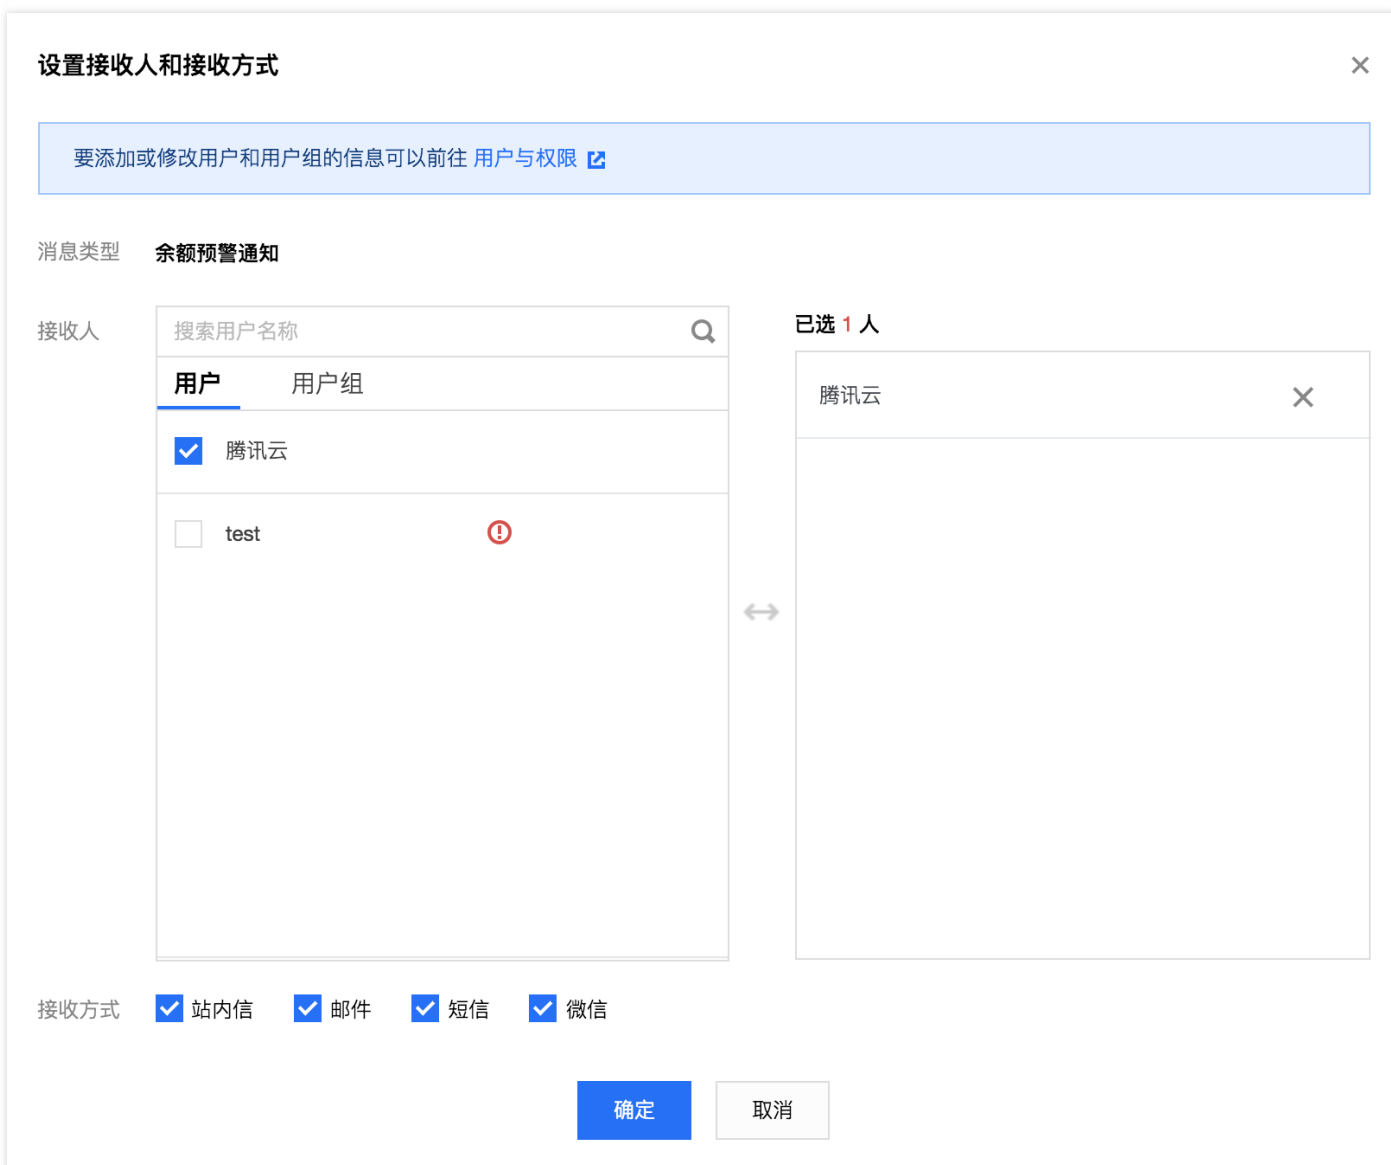 设置接收人和接收方式
要添加或修改用户和用户组的信息可以前往 用户与权限
消息类型 余额预警通知
接收人
搜索用户名称
用户 用户组
腾讯云
test
已选 1 人
腾讯云
接收方式 站内信 邮件 短信 微信
确定 取消